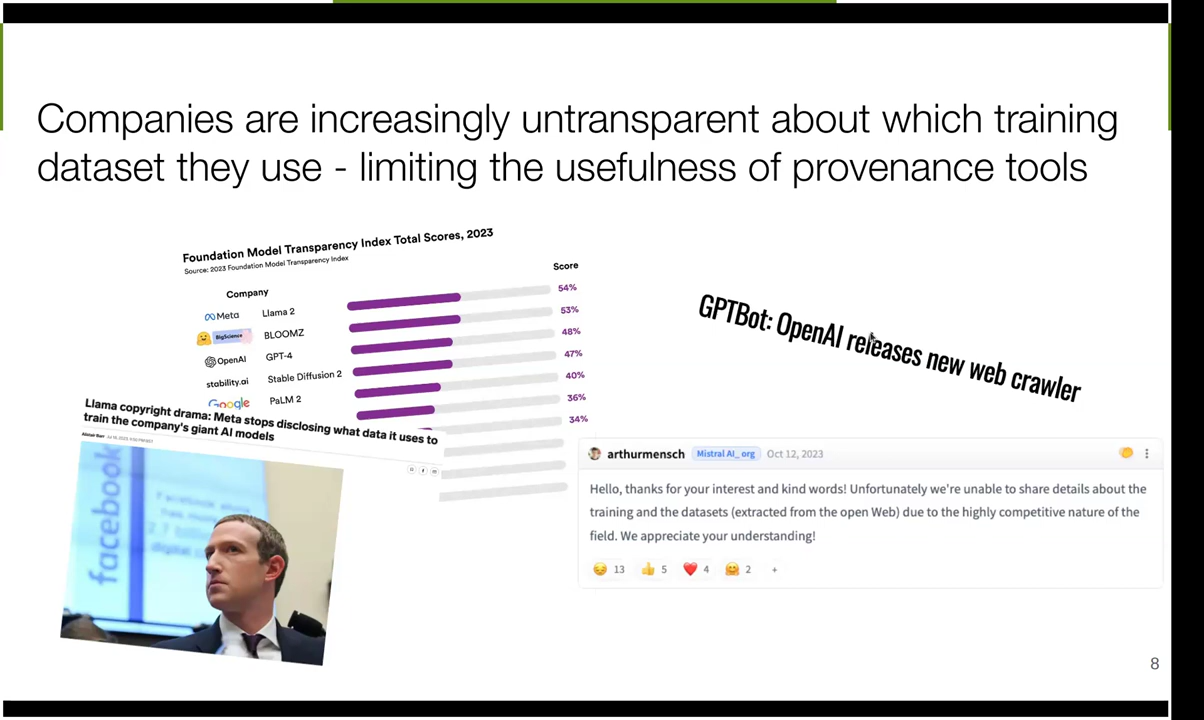 Companies are increasingly untransparent about which training
dataset they use - limiting the usefulness of provenance tools
Foundation Model Transparency Index Total Scores, 2023
Source: 2023 Foundation Model Transparency Index
Company
Score
Meta Llama 2 54%
BigScience BLOOMZ 53%
OpenAI GPT-4 48%
stability.ai Stable Diffusion 2 47%
Google PaLM 2 40%
36%
34%
Llama copyright drama: Meta stops disclosing what data it uses to
train the company's giant AI models
facebook
GPTBot: OpenAI releases new web crawler
arthurmensch Mistral AI_ org Oct 12, 2023
Hello, thanks for your interest and kind words! Unfortunately we're unable to share details about the
training and the datasets (extracted from the open Web) due to the highly competitive nature of the
field. We appreciate your understanding!
13 5 4 2 +
8